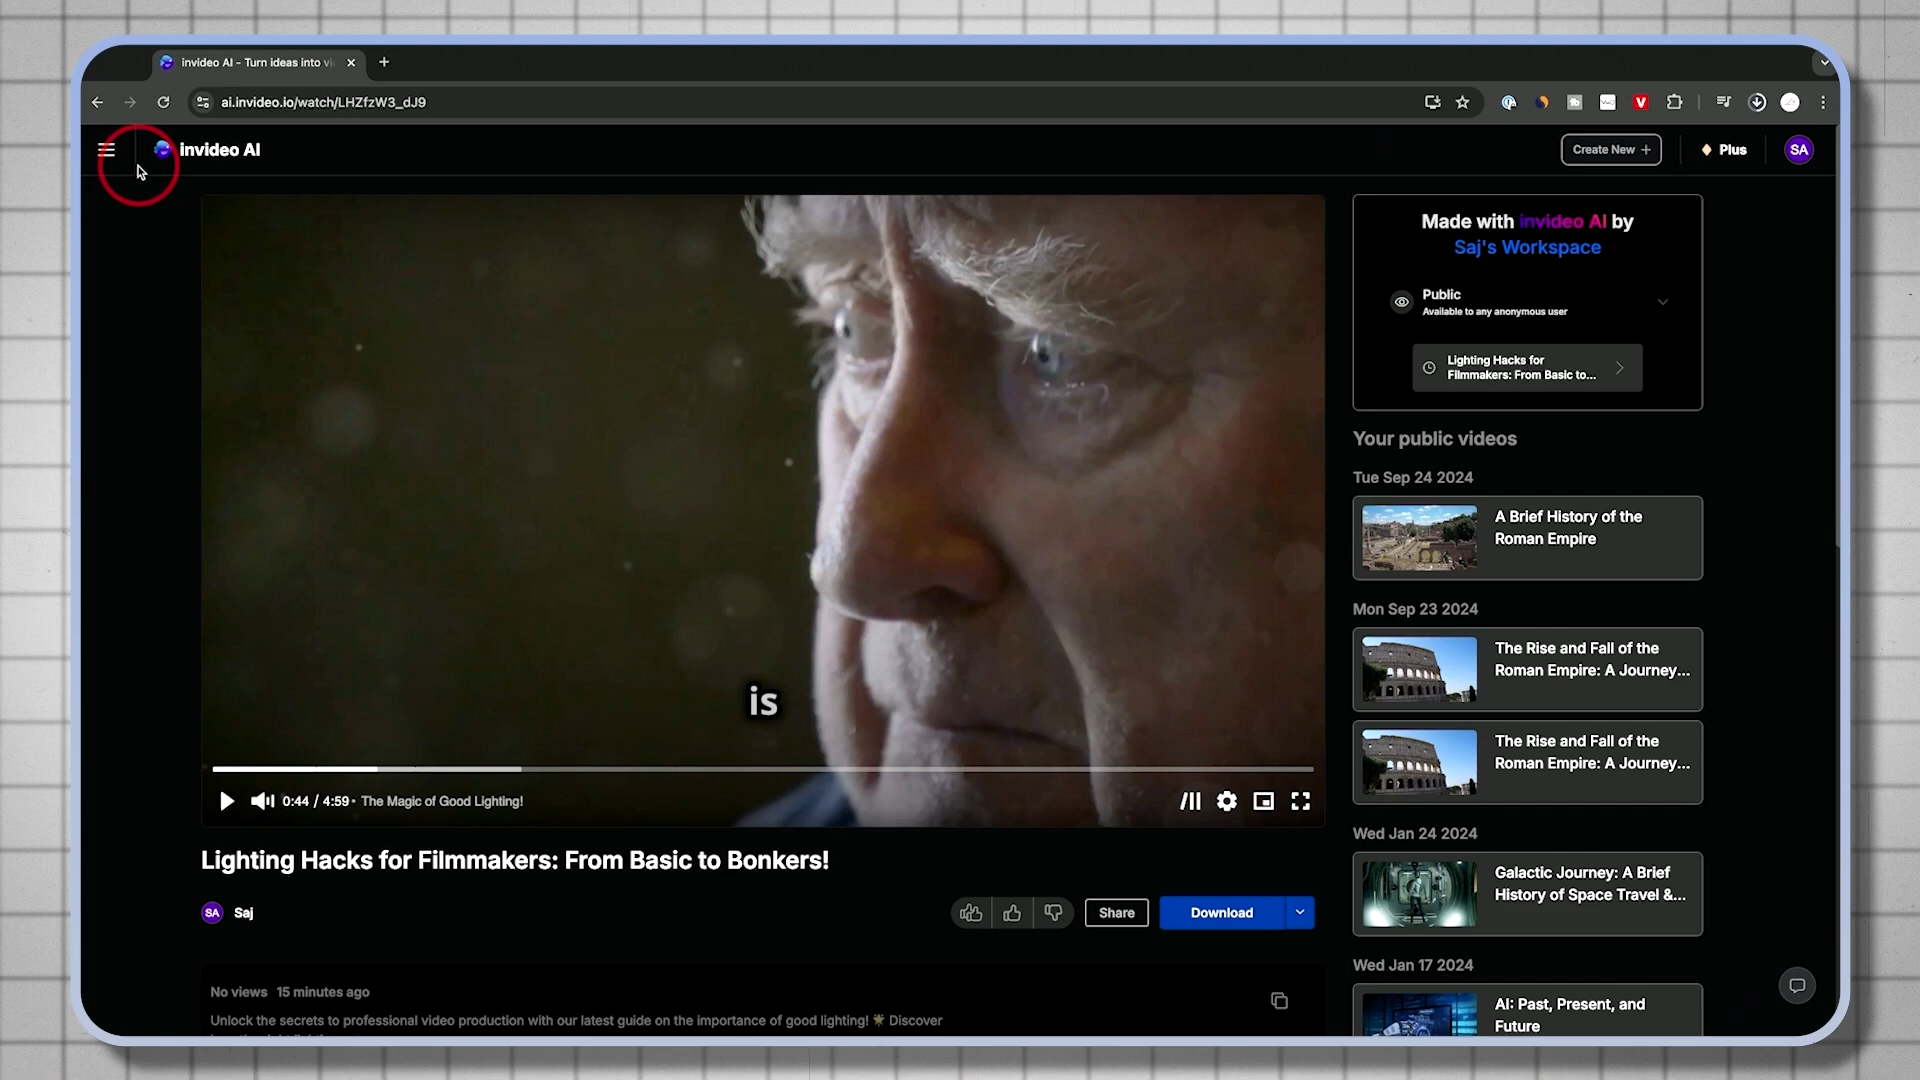 invideo AI - Turn ideas into vi
ai.invideo.io/watch/LHZfzW3_dJ9
invideo AI
Create New +
Plus
SA
Made with invideo AI by
Saj's Workspace
Public
Available to any anonymous user
Lighting Hacks for
Filmmakers: From Basic to...
Your public videos
Tue Sep 24 2024
A Brief History of the
Roman Empire
Mon Sep 23 2024
The Rise and Fall of the
Roman Empire: A Journey...
The Rise and Fall of the
Roman Empire: A Journey...
Wed Jan 24 2024
Galactic Journey: A Brief
History of Space Travel &...
Wed Jan 17 2024
AI: Past, Present, and
Future
is
0:44 / 4:59 • The Magic of Good Lighting!
Lighting Hacks for Filmmakers: From Basic to Bonkers!
SA Saj
Share
Download
No views 15 minutes ago
Unlock the secrets to professional video production with our latest guide on the importance of good lighting! 🌟 Discover